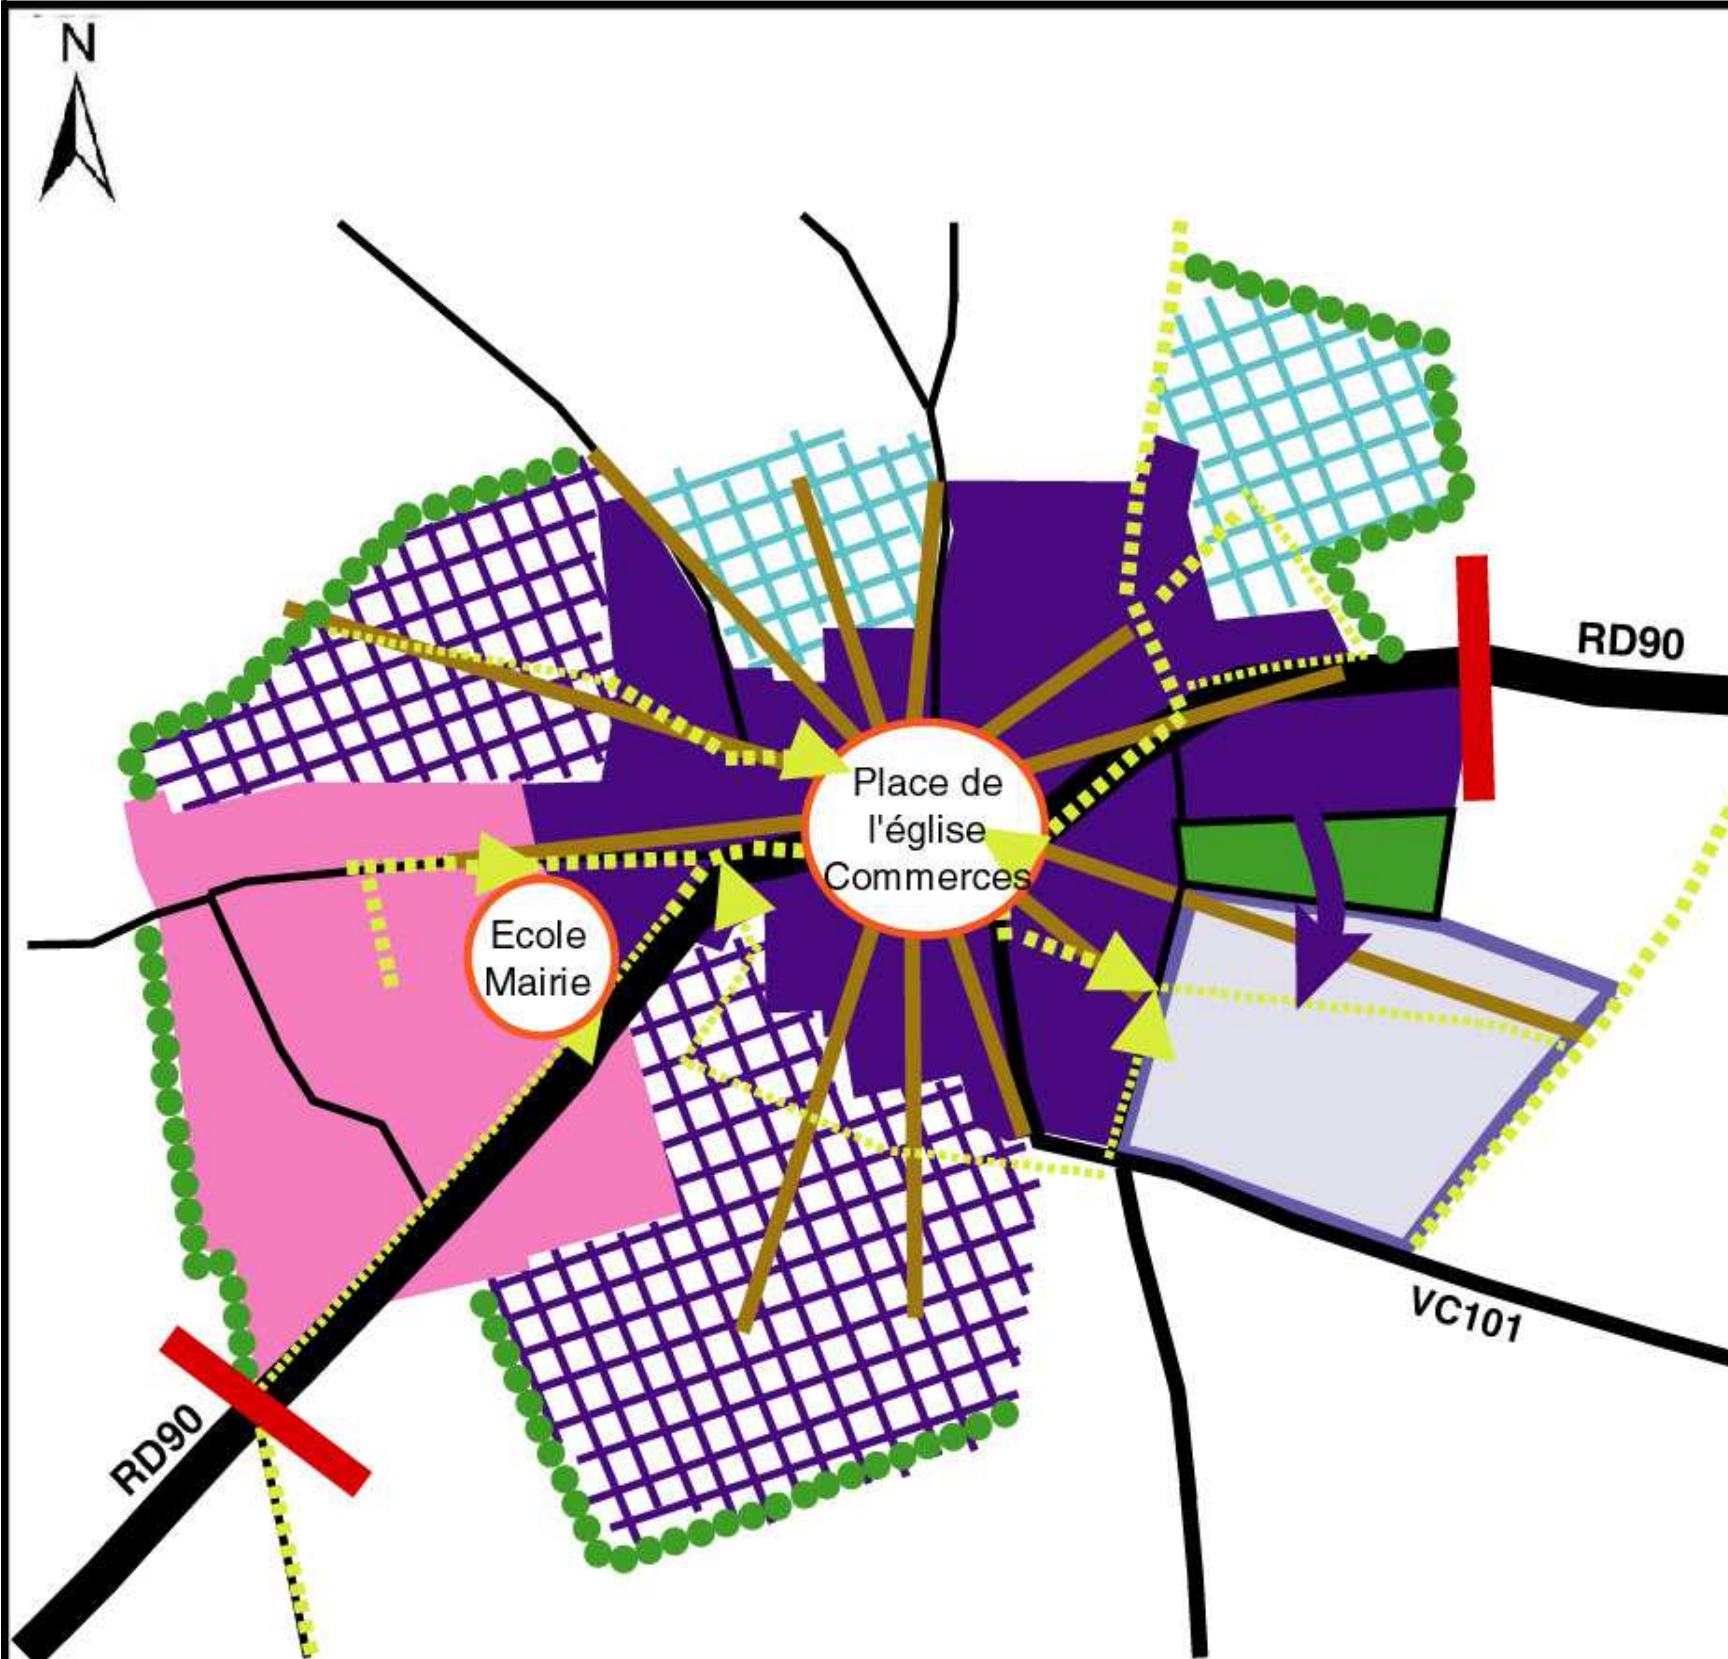 N
RD90
Place de
l'église
Commerces
Ecole
Mairie
VC101
RD90